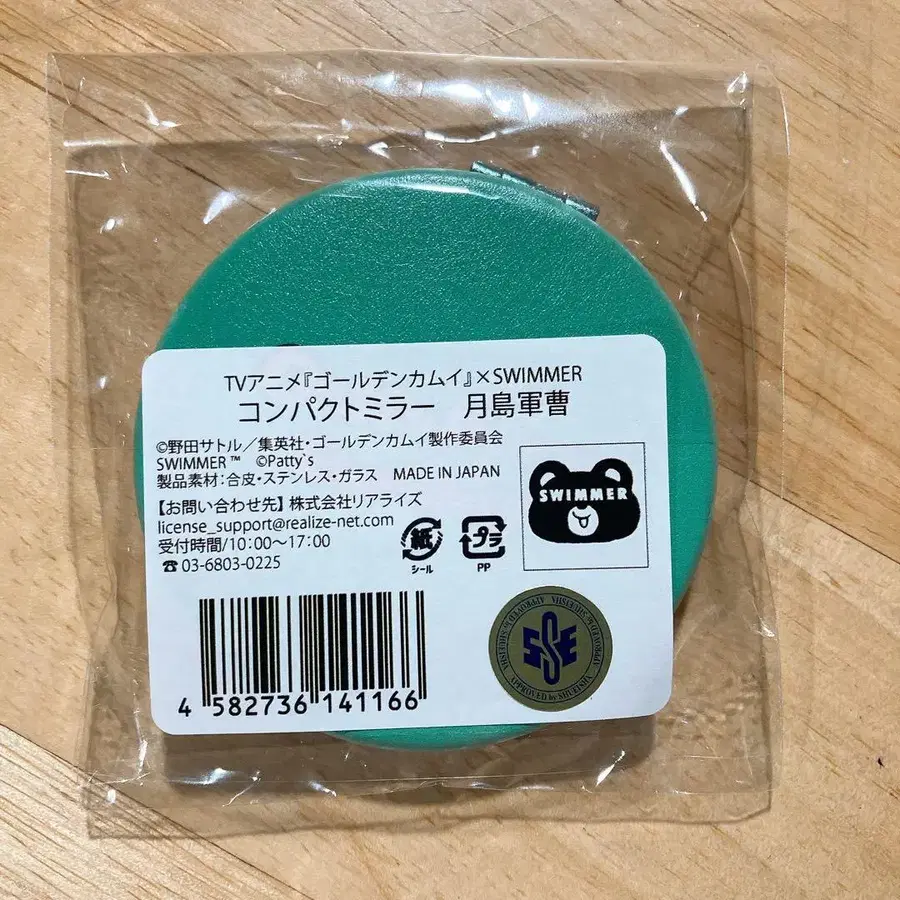 TVアニメ『ゴールデンカムイ』×SWIMMER
コンパクトミラー　月島軍曹
©野田サトル／集英社・ゴールデンカムイ製作委員会
SWIMMER™　©Patty`s
製品素材：合皮・ステンレス・ガラス　MADE IN JAPAN
【お問い合わせ先】株式会社リアライズ
license_support@realize-net.com
受付時間/10：00～17：00
☎03-6803-0225
紙
シール
プラ
PP
SWIMMER
4 582736 141166
APPROVED by SHUEISHA
APPROVED by SHUEISHA
SSE